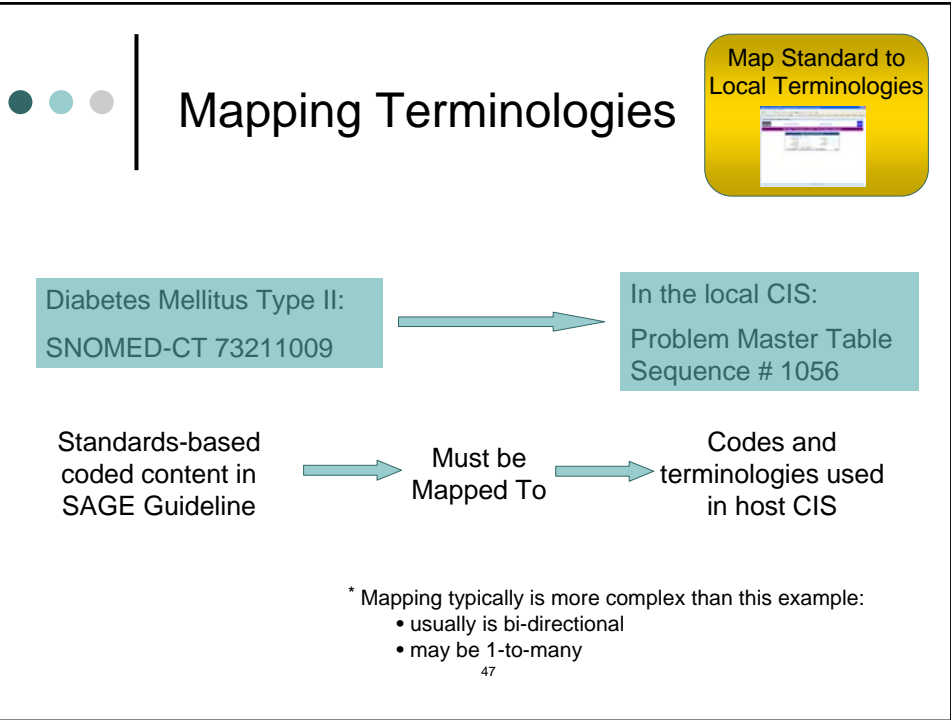 Mapping Terminologies
Map Standard to
Local Terminologies
Diabetes Mellitus Type II:
SNOMED-CT 73211009
In the local CIS:
Problem Master Table
Sequence # 1056
Standards-based
coded content in
SAGE Guideline
Must be
Mapped To
Codes and
terminologies used
in host CIS
* Mapping typically is more complex than this example:
• usually is bi-directional
• may be 1-to-many
47